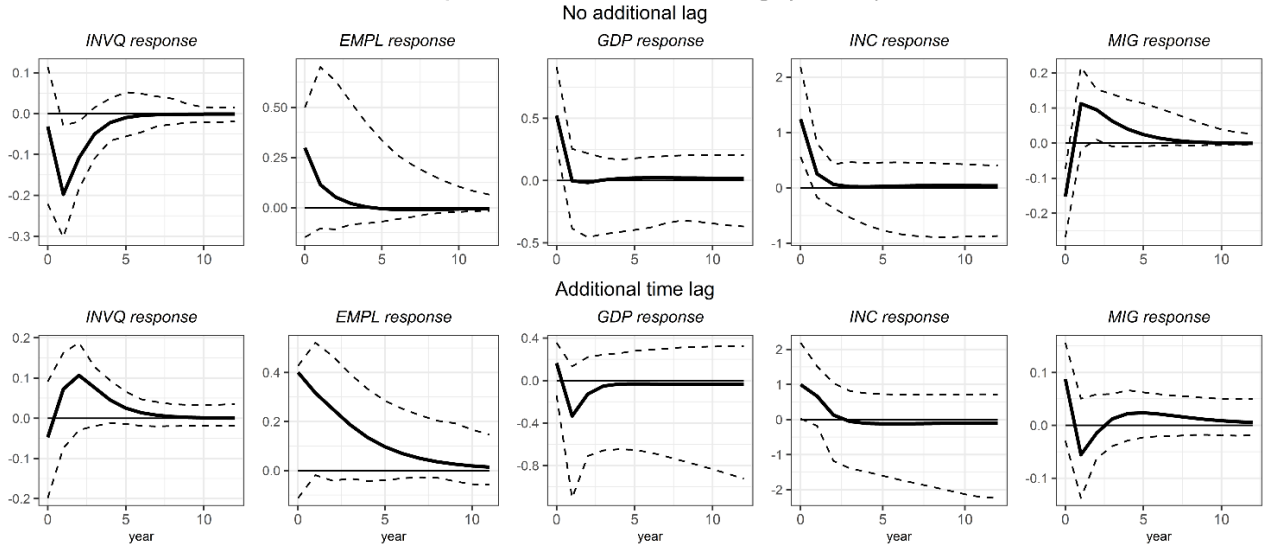 No additional lag
INVQ response
EMPL response
GDP response
INC response
MIG response
0.1
0.0
-0.1
-0.2
-0.3
0 5 10
0.50
0.25
0.00
0 5 10
0.5
0.0
-0.5
0 5 10
2
1
0
-1
0 5 10
0.2
0.1
0.0
-0.1
-0.2
0 5 10
Additional time lag
INVQ response
EMPL response
GDP response
INC response
MIG response
0.2
0.1
0.0
-0.1
-0.2
0 5 10
year
0.4
0.2
0.0
0 5 10
year
0.4
0.0
-0.4
-0.8
0 5 10
year
2
1
0
-1
-2
0 5 10
year
0.1
0.0
-0.1
0 5 10
year